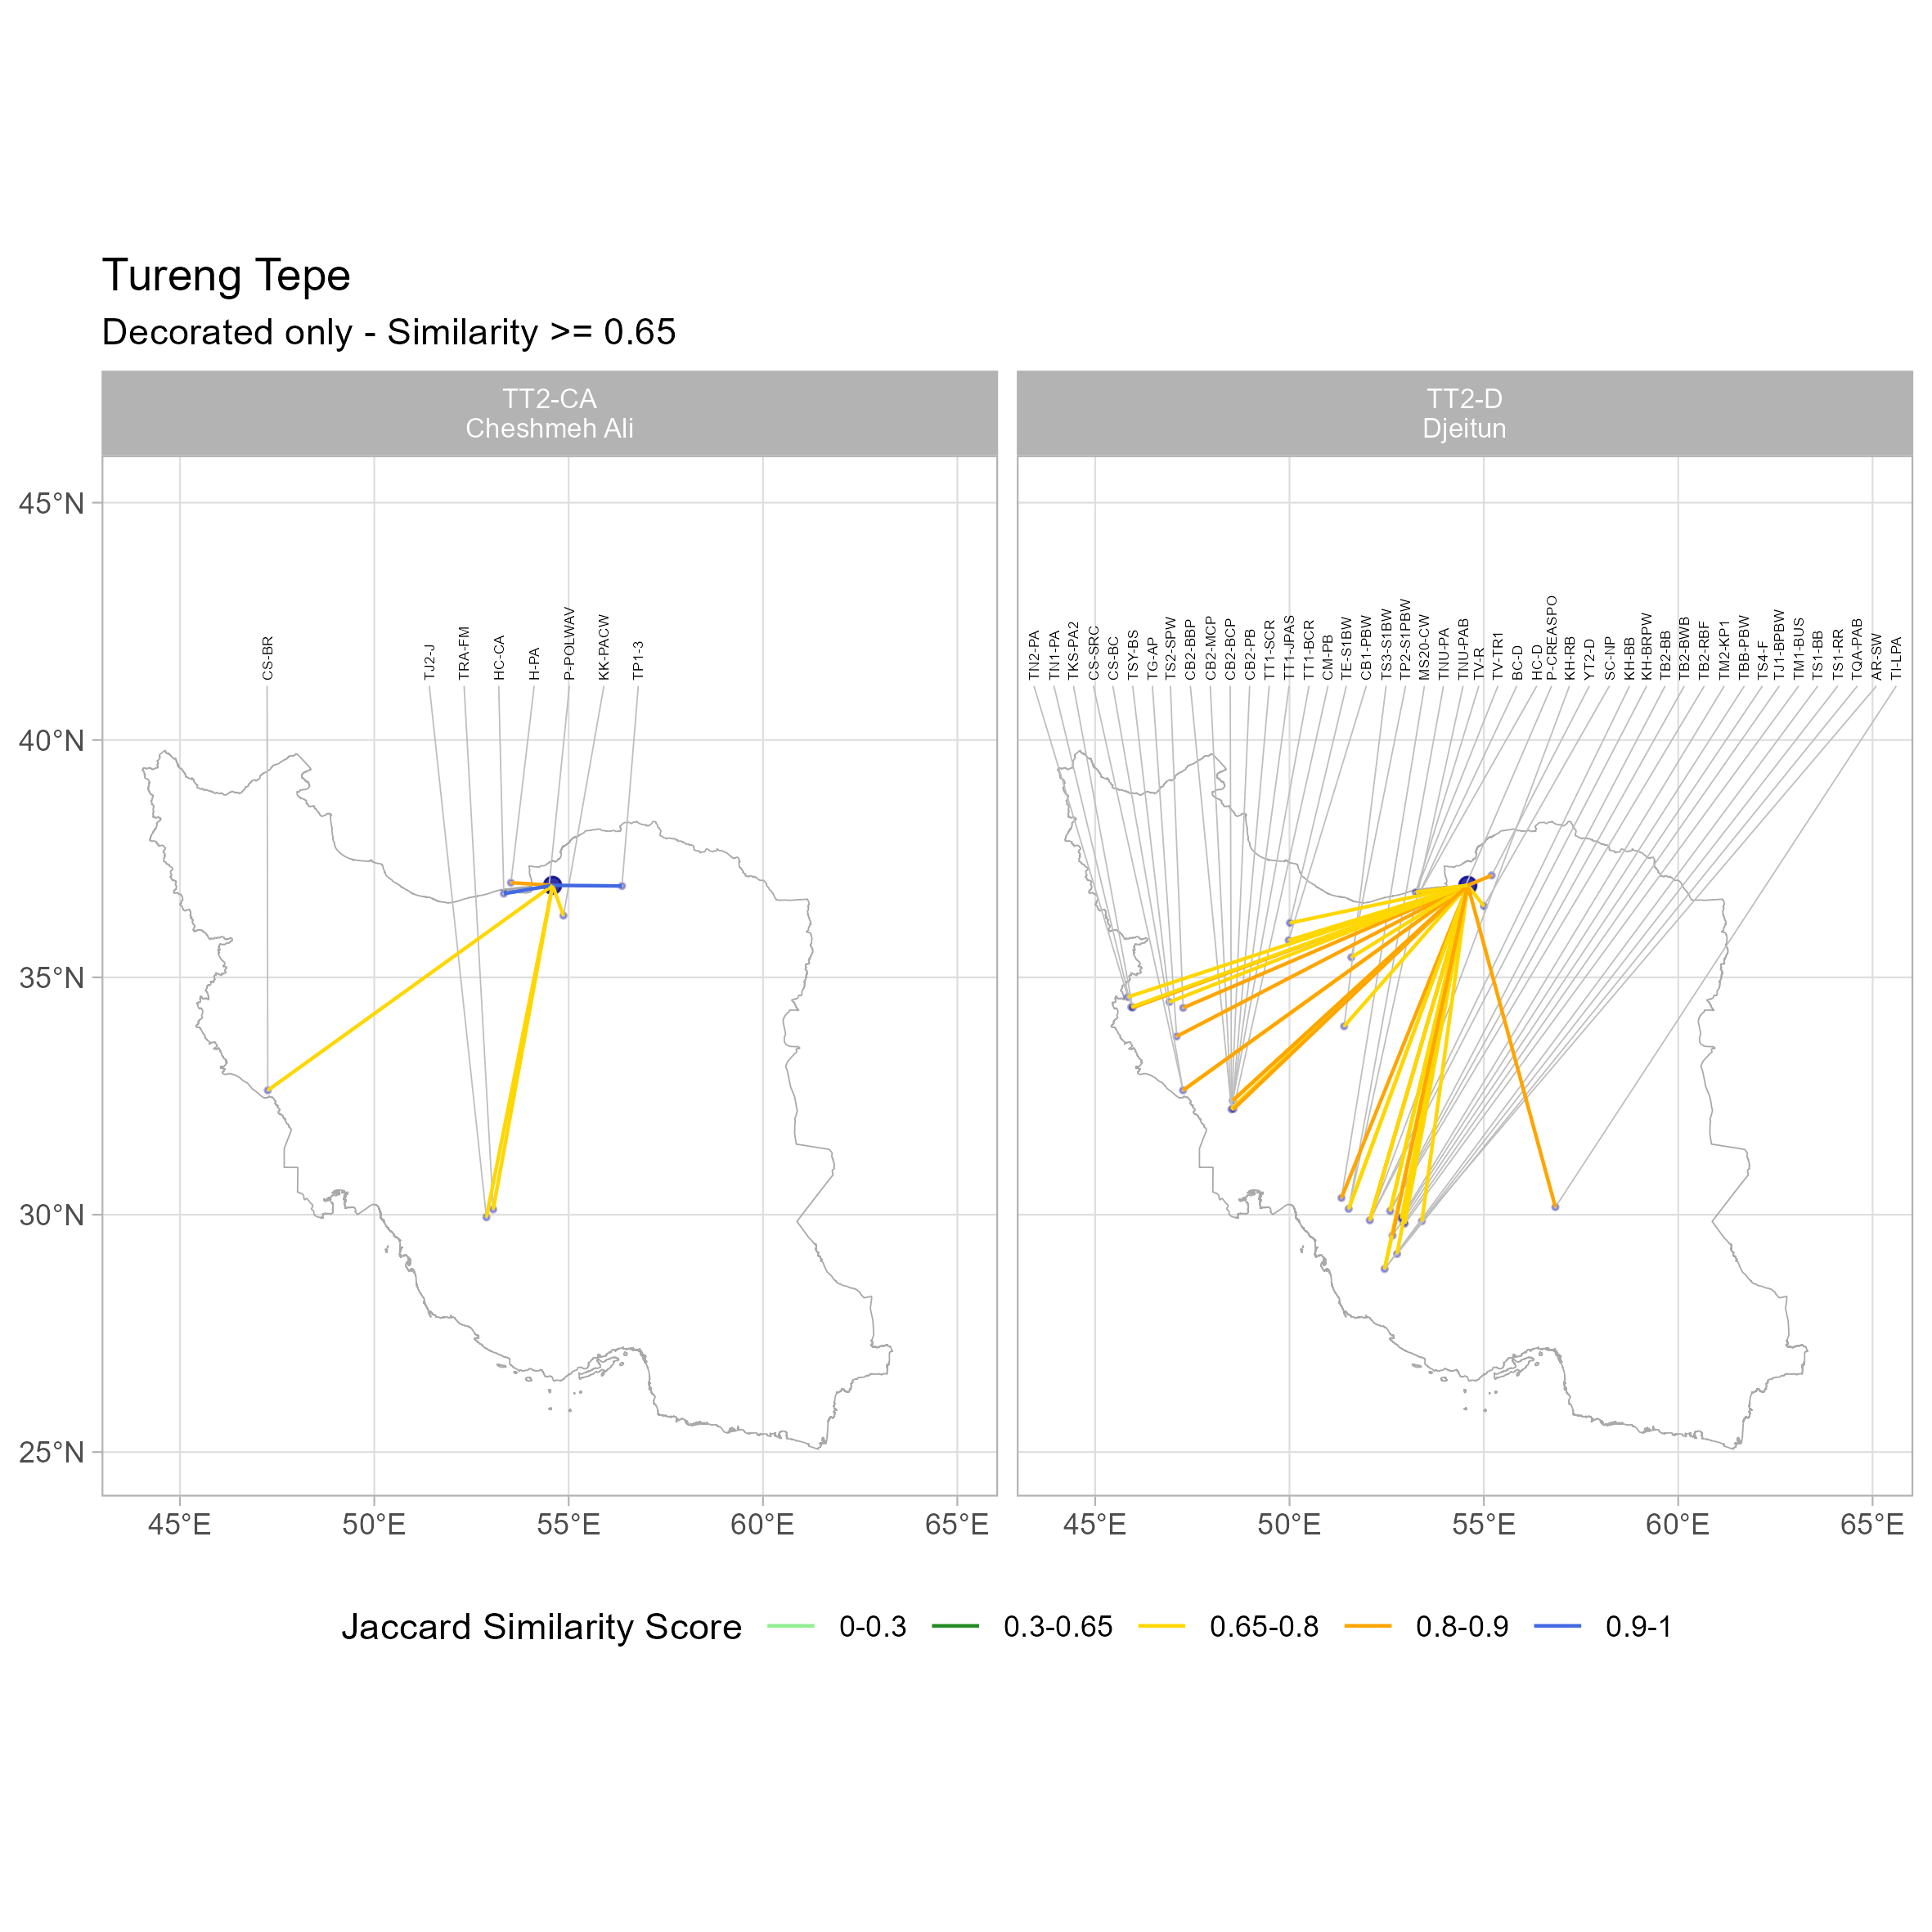 Tureng Tepe
Decorated only - Similarity >= 0.65
TT2-CA
Cheshmeh Ali
TT2-D
Djeitun
CS-BR
TJ2-J
TRA-FM
HC-CA
H-PA
P-POLWAV
KK-PACW
TP1-3
TN2-PA
TN1-PA
TKS-PA2
CS-SRC
CS-BC
TSY-BS
TG-AP
TS2-SPW
CB2-BBP
CB2-MCP
CB2-BCP
CB2-PB
TT1-SCR
TT1-JPAS
TT1-BCR
CM-PB
TE-S1BW
CB1-PBW
TS3-S1BW
TP2-S1PBW
MS20-CW
TNU-PA
TNU-PAB
TV-R
TV-TR1
BC-D
HC-D
P-CREASPO
KH-RB
YT2-D
SC-NP
KH-BB
KH-BRPW
TB2-BB
TB2-BWB
TB2-RBF
TM2-KP1
TBB-PBW
TS4-F
TJ1-BPBW
TM1-BUS
TS1-BB
TS1-RR
TQA-PAB
AR-SW
TI-LPA
45°N
40°N
35°N
30°N
25°N
45°E 50°E 55°E 60°E 65°E
45°E 50°E 55°E 60°E 65°E
Jaccard Similarity Score 0-0.3 0.3-0.65 0.65-0.8 0.8-0.9 0.9-1